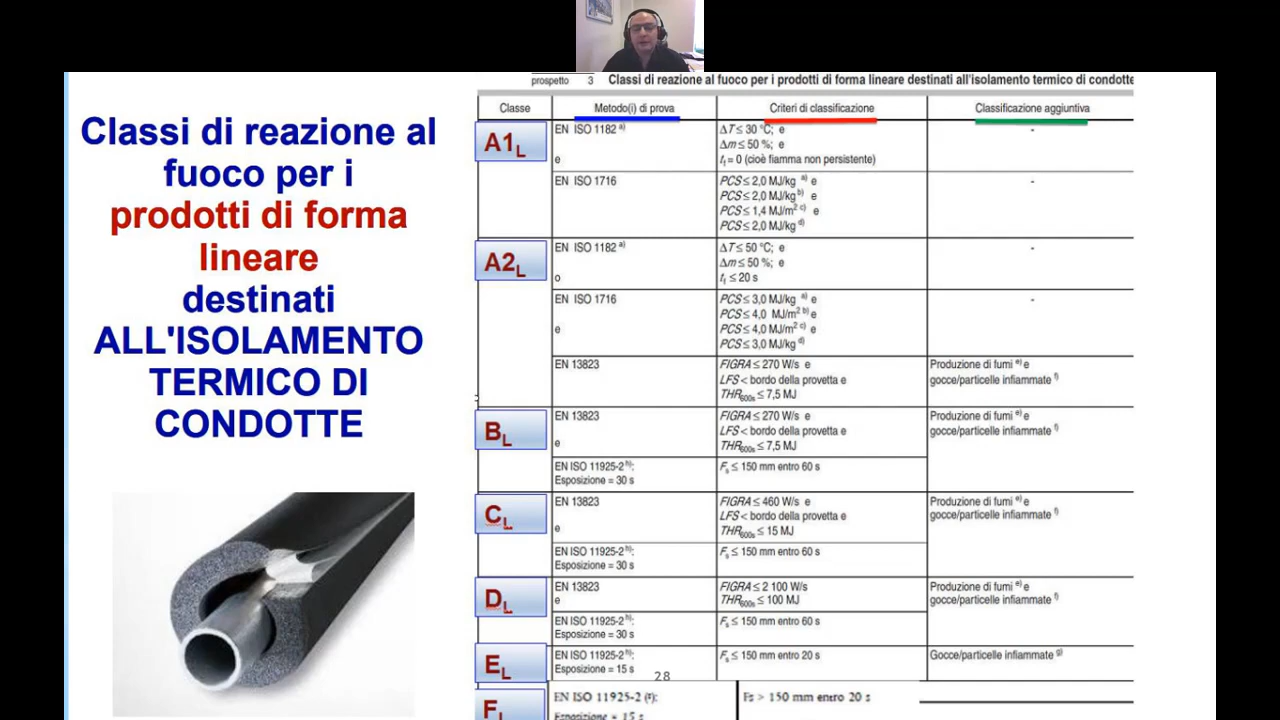 Classi di reazione al
fuoco per i
prodotti di forma
lineare
destinati
ALL'ISOLAMENTO
TERMICO DI
CONDOTTE
prospetto 3 Classi di reazione al fuoco per i prodotti di forma lineare destinati all'isolamento termico di condotte
Classe Metodo(i) di prova Criteri di classificazione Classificazione aggiuntiva
A1L
EN ISO 1182 a) ΔT ≤ 30 °C; e -
Δm ≤ 50 %; e
e tf = 0 (cioè fiamma non persistente)
EN ISO 1716 PCS ≤ 2,0 MJ/kg a) e -
PCS ≤ 2,0 MJ/kg b) e
PCS ≤ 1,4 MJ/m2 c) e
PCS ≤ 2,0 MJ/kg d)
A2L
EN ISO 1182 a) ΔT ≤ 50 °C; e -
Δm ≤ 50 %; e
o tf ≤ 20 s
EN ISO 1716 PCS ≤ 3,0 MJ/kg a) e -
PCS ≤ 4,0 MJ/m2 b) e
e PCS ≤ 4,0 MJ/m2 c) e
PCS ≤ 3,0 MJ/kg d)
EN 13823 FIGRA ≤ 270 W/s e Produzione di fumi e) e
LFS < bordo della provetta e gocce/particelle infiammate f)
THR600s ≤ 7,5 MJ
BL
EN 13823 FIGRA ≤ 270 W/s e Produzione di fumi e) e
LFS < bordo della provetta e gocce/particelle infiammate f)
e THR600s ≤ 7,5 MJ
EN ISO 11925-2 h): Fs ≤ 150 mm entro 60 s
Esposizione = 30 s
CL
EN 13823 FIGRA ≤ 460 W/s e Produzione di fumi e) e
LFS < bordo della provetta e gocce/particelle infiammate f)
e THR600s ≤ 15 MJ
EN ISO 11925-2 h): Fs ≤ 150 mm entro 60 s
Esposizione = 30 s
DL
EN 13823 FIGRA ≤ 2 100 W/s Produzione di fumi e) e
e THR600s ≤ 100 MJ gocce/particelle infiammate f)
EN ISO 11925-2 h): Fs ≤ 150 mm entro 60 s
Esposizione = 30 s
EL
EN ISO 11925-2 h): Fs ≤ 150 mm entro 20 s Gocce/particelle infiammate g)
Esposizione = 15 s
28
FL
EN ISO 11925-2 Fs > 150 mm entro 20 s
Esposizione = 15 s